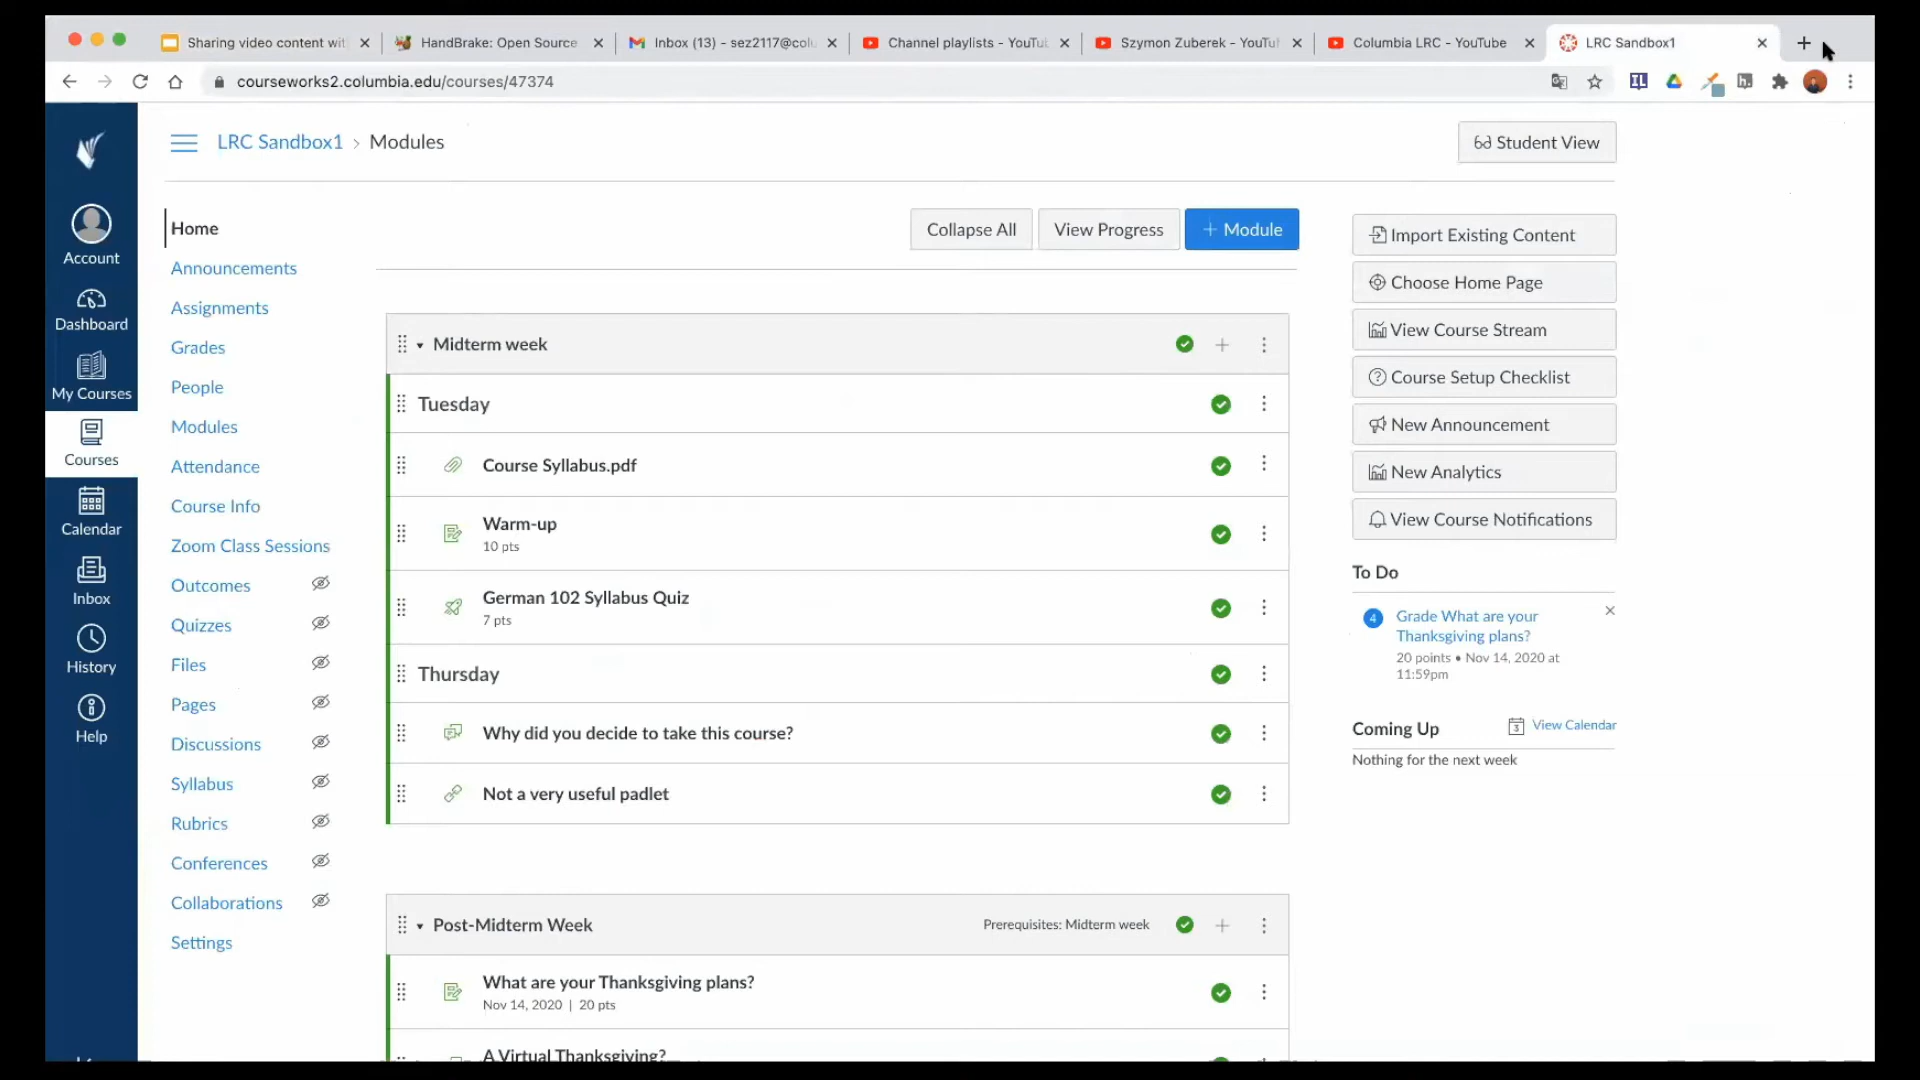 Sharing video content wit
HandBrake: Open Source
Inbox (13) - sez2117@colu
Channel playlists - YouTub
Szymon Zuberek - YouTu
Columbia LRC - YouTube
LRC Sandbox1
courseworks2.columbia.edu/courses/47374
LRC Sandbox1 › Modules
Student View
Account
Dashboard
My Courses
Courses
Calendar
Inbox
History
Help
Home
Announcements
Assignments
Grades
People
Modules
Attendance
Course Info
Zoom Class Sessions
Outcomes
Quizzes
Files
Pages
Discussions
Syllabus
Rubrics
Conferences
Collaborations
Settings
Collapse All
View Progress
+ Module
Midterm week
Tuesday
Course Syllabus.pdf
Warm-up
10 pts
German 102 Syllabus Quiz
7 pts
Thursday
Why did you decide to take this course?
Not a very useful padlet
Post-Midterm Week
Prerequisites: Midterm week
What are your Thanksgiving plans?
Nov 14, 2020 | 20 pts
A Virtual Thanksgiving?
Import Existing Content
Choose Home Page
View Course Stream
Course Setup Checklist
New Announcement
New Analytics
View Course Notifications
To Do
4
Grade What are your
Thanksgiving plans?
20 points • Nov 14, 2020 at
11:59pm
Coming Up
3
View Calendar
Nothing for the next week